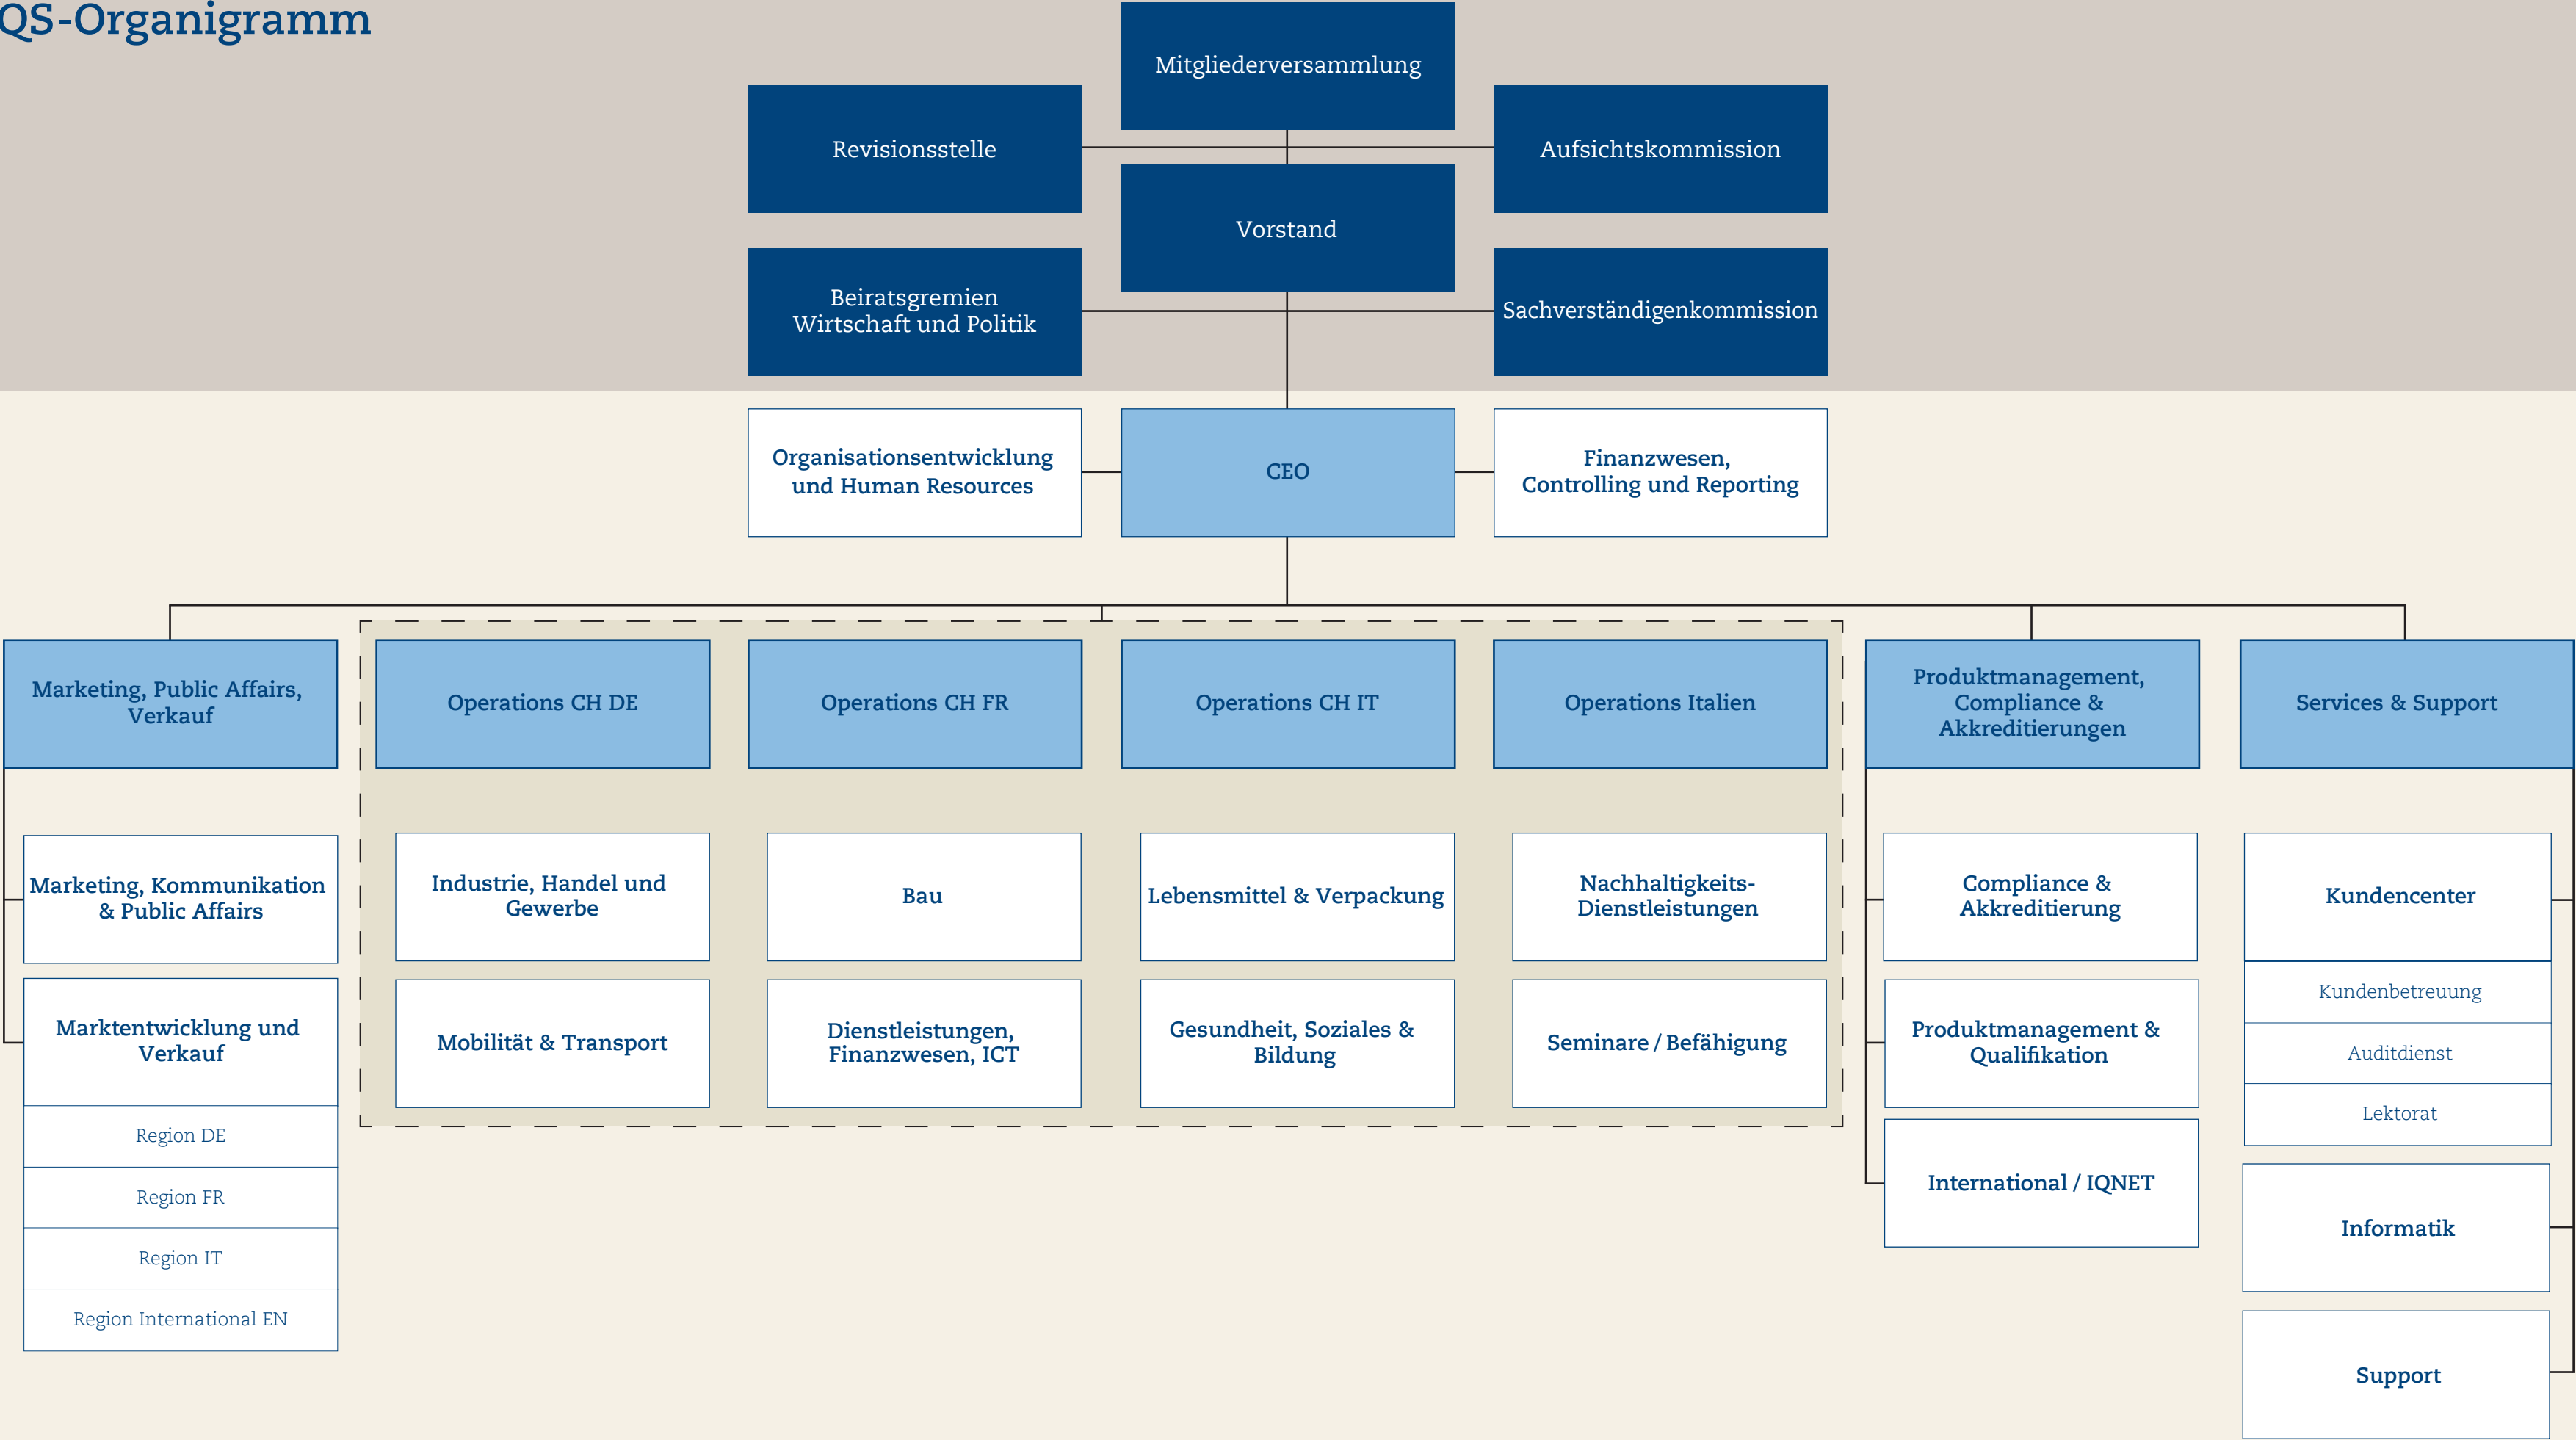 QS-Organigramm
Mitgliederversammlung
Revisionsstelle
Aufsichtskommission
Vorstand
Beiratsgremien
Wirtschaft und Politik
Sachverständigenkommission
Organisationsentwicklung
und Human Resources
CEO
Finanzwesen,
Controlling und Reporting
Marketing, Public Affairs,
Verkauf
Operations CH DE
Operations CH FR
Operations CH IT
Operations Italien
Produktmanagement,
Compliance &
Akkreditierungen
Services & Support
Marketing, Kommunikation
& Public Affairs
Industrie, Handel und
Gewerbe
Bau
Lebensmittel & Verpackung
Nachhaltigkeits-
Dienstleistungen
Compliance &
Akkreditierung
Kundencenter
Kundenbetreuung
Auditdienst
Lektorat
Marktentwicklung und
Verkauf
Mobilität & Transport
Dienstleistungen,
Finanzwesen, ICT
Gesundheit, Soziales &
Bildung
Seminare / Befähigung
Produktmanagement &
Qualifikation
Region DE
Region FR
Region IT
Region International EN
International / IQNET
Informatik
Support